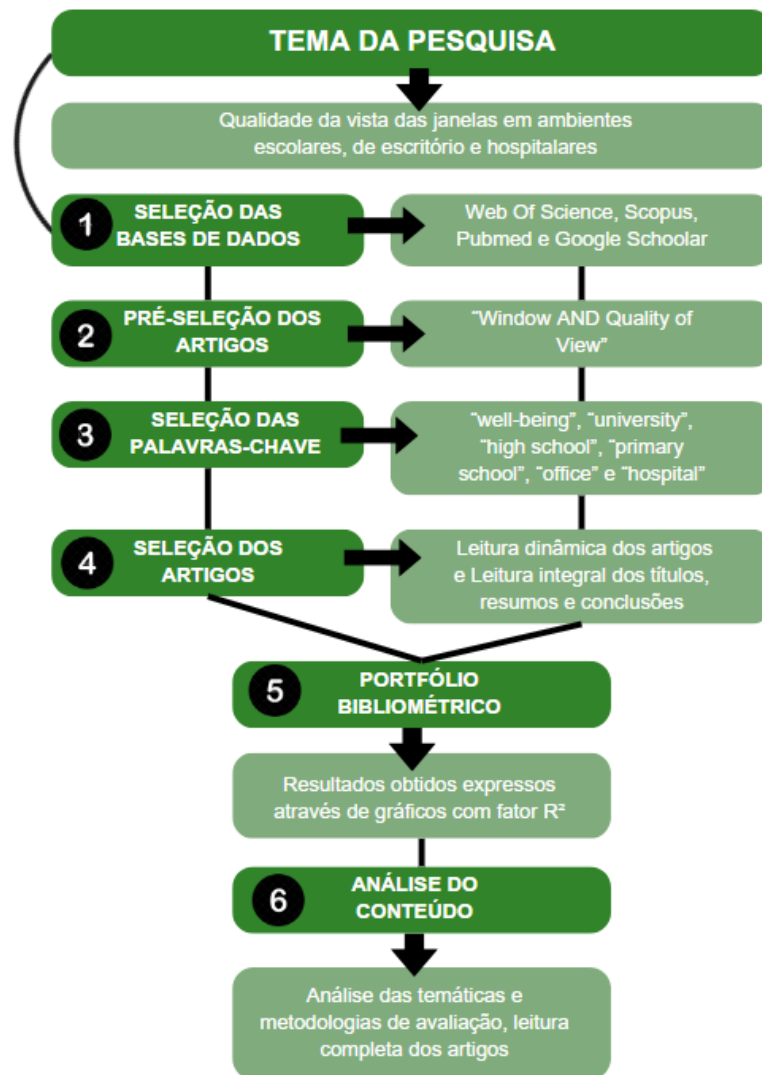 TEMA DA PESQUISA
Qualidade da vista das janelas em ambientes
escolares, de escritório e hospitalares
1
SELEÇÃO DAS
BASES DE DADOS
Web Of Science, Scopus,
Pubmed e Google Schoolar
2
PRÉ-SELEÇÃO DOS
ARTIGOS
“Window AND Quality of
View”
3
SELEÇÃO DAS
PALAVRAS-CHAVE
“well-being”, “university”,
“high school”, “primary
school”, “office” e “hospital”
4
SELEÇÃO DOS
ARTIGOS
Leitura dinâmica dos artigos
e Leitura integral dos títulos,
resumos e conclusões
5
PORTFÓLIO
BIBLIOMÉTRICO
Resultados obtidos expressos
através de gráficos com fator R²
6
ANÁLISE DO
CONTEÚDO
Análise das temáticas e
metodologias de avaliação, leitura
completa dos artigos